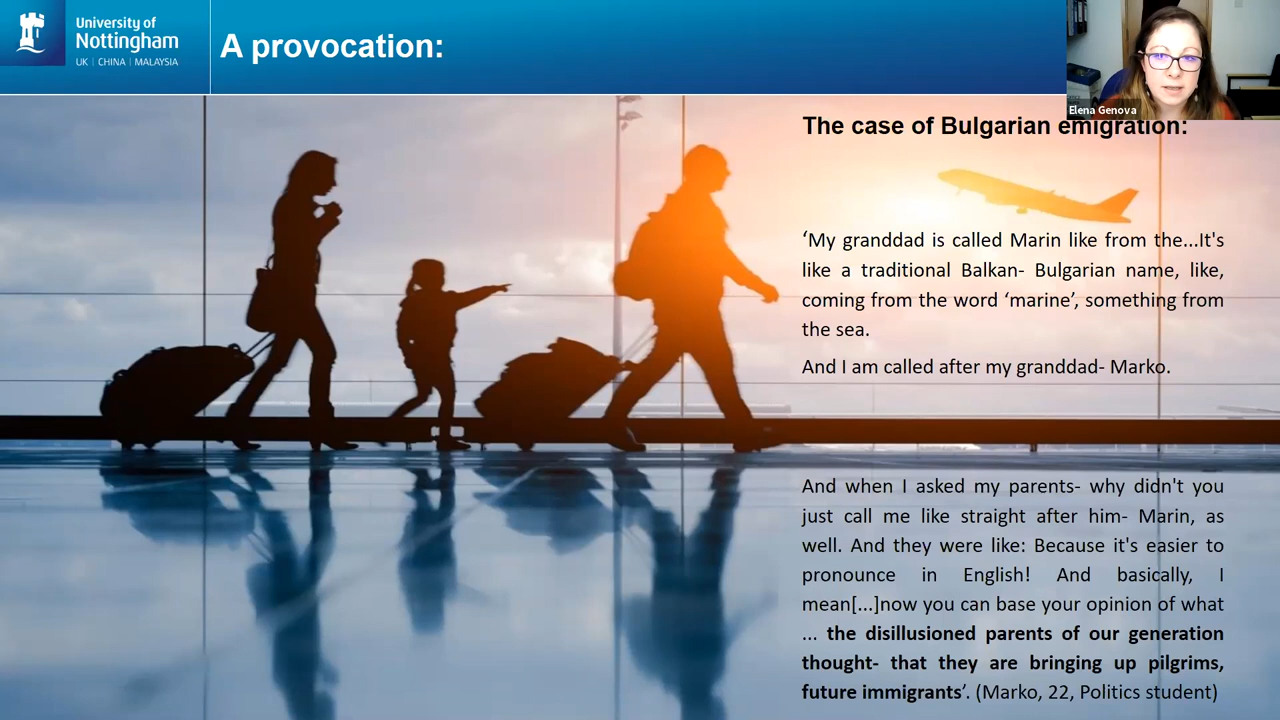 University of
Nottingham
UK | CHINA | MALAYSIA
A provocation:
Elena Genova
The case of Bulgarian emigration:
‘My granddad is called Marin like from the...It's
like a traditional Balkan- Bulgarian name, like,
coming from the word ‘marine’, something from
the sea.
And I am called after my granddad- Marko.
And when I asked my parents- why didn't you
just call me like straight after him- Marin, as
well. And they were like: Because it's easier to
pronounce in English! And basically, I
mean[...]now you can base your opinion of what
... the disillusioned parents of our generation
thought- that they are bringing up pilgrims,
future immigrants’. (Marko, 22, Politics student)